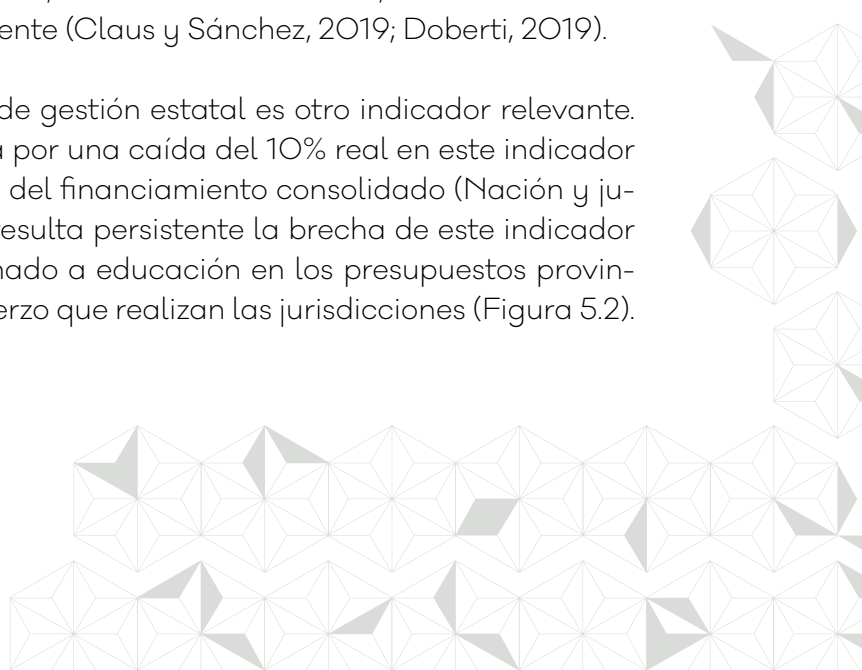 ente (Claus y Sánchez, 2019; Doberti, 2019).
de gestión estatal es otro indicador relevante.
a por una caída del 10% real en este indicador
del financiamiento consolidado (Nación y ju-
esulta persistente la brecha de este indicador
nado a educación en los presupuestos provin-
erzo que realizan las jurisdicciones (Figura 5.2).